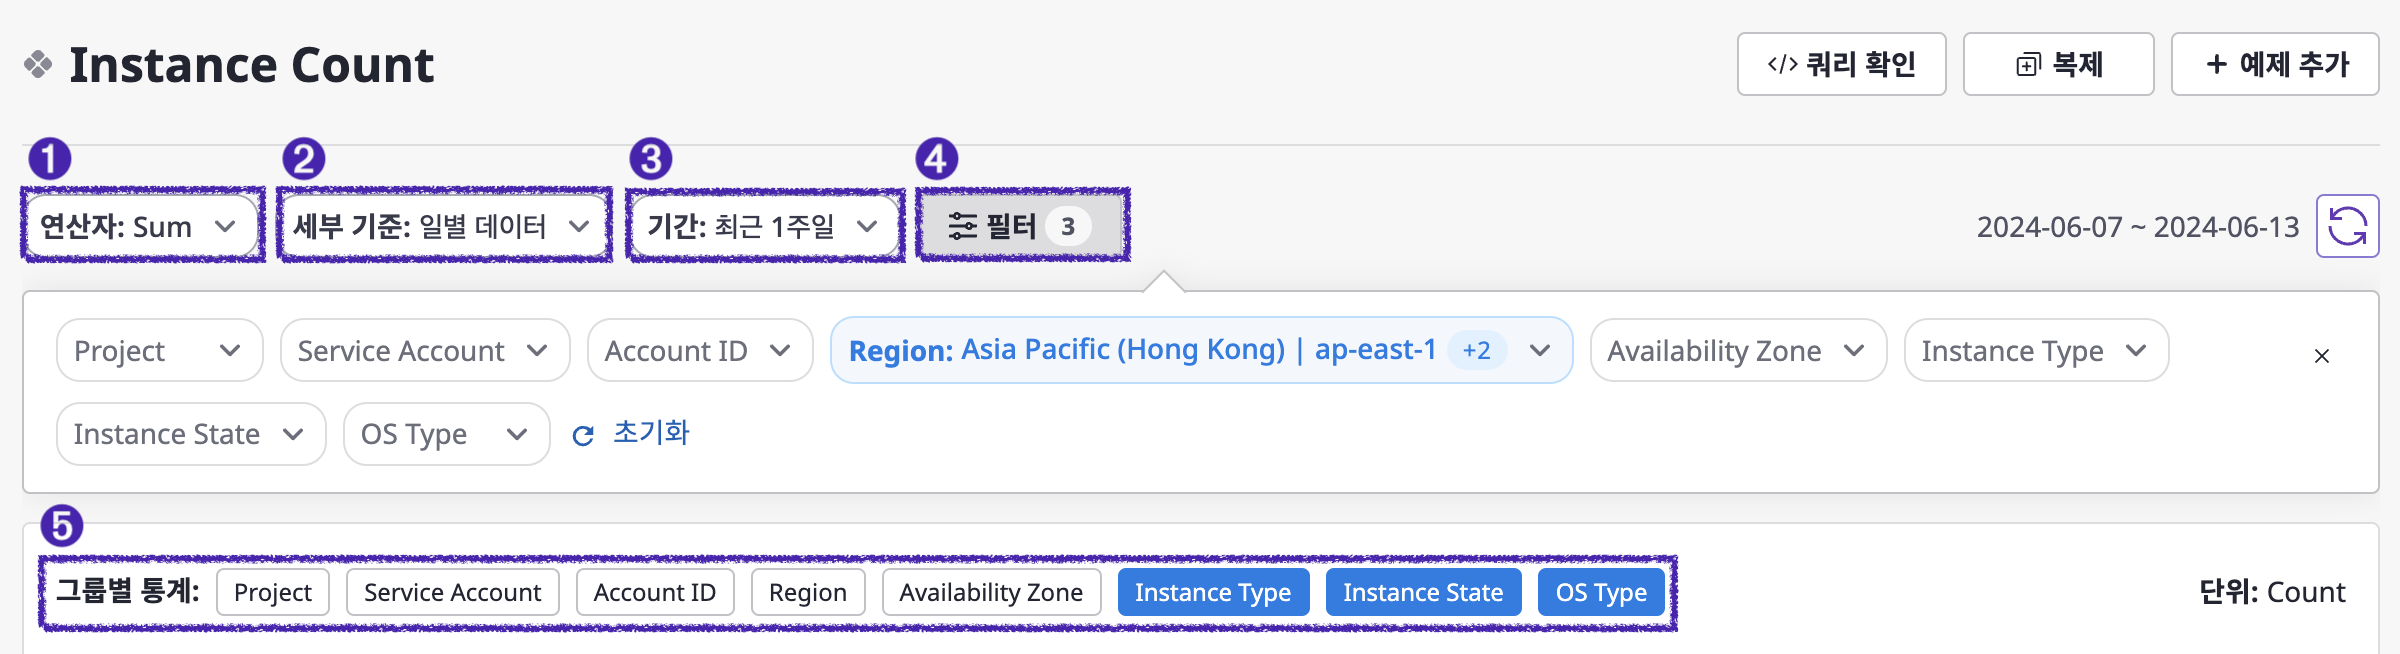 Instance Count
</> 쿼리 확인
복제
+ 예제 추가
1 2 3 4
연산자: Sum
세부 기준: 일별 데이터
기간: 최근 1주일
필터 3
2024-06-07 ~ 2024-06-13
Project Service Account Account ID Region: Asia Pacific (Hong Kong) | ap-east-1 +2 Availability Zone Instance Type ×
Instance State OS Type 초기화
5
그룹별 통계: Project Service Account Account ID Region Availability Zone Instance Type Instance State OS Type 단위: Count